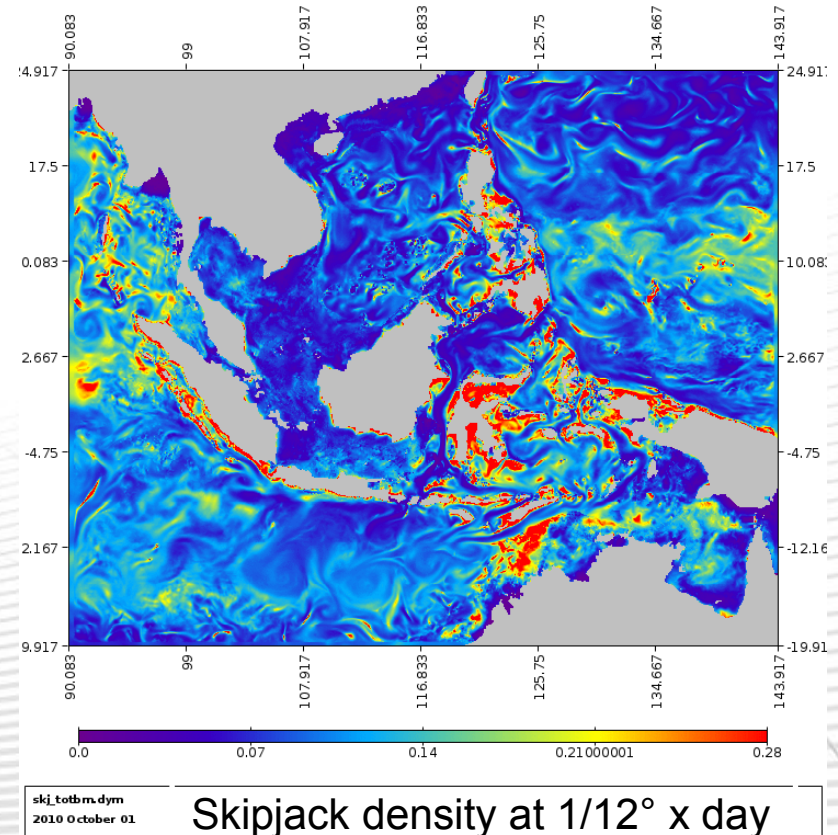 90.083 99 107.917 116.833 125.75 134.667 143.917
4.917 24.917
17.5 17.5
0.083 10.083
2.667 2.667
-4.75 -4.75
2.167 -12.16
9.917 -19.91
90.083 99 107.917 116.833 125.75 134.667 143.917
0.0 0.07 0.14 0.21000001 0.28
skj_totbm.dym
2010 October 01
Skipjack density at 1/12° x day